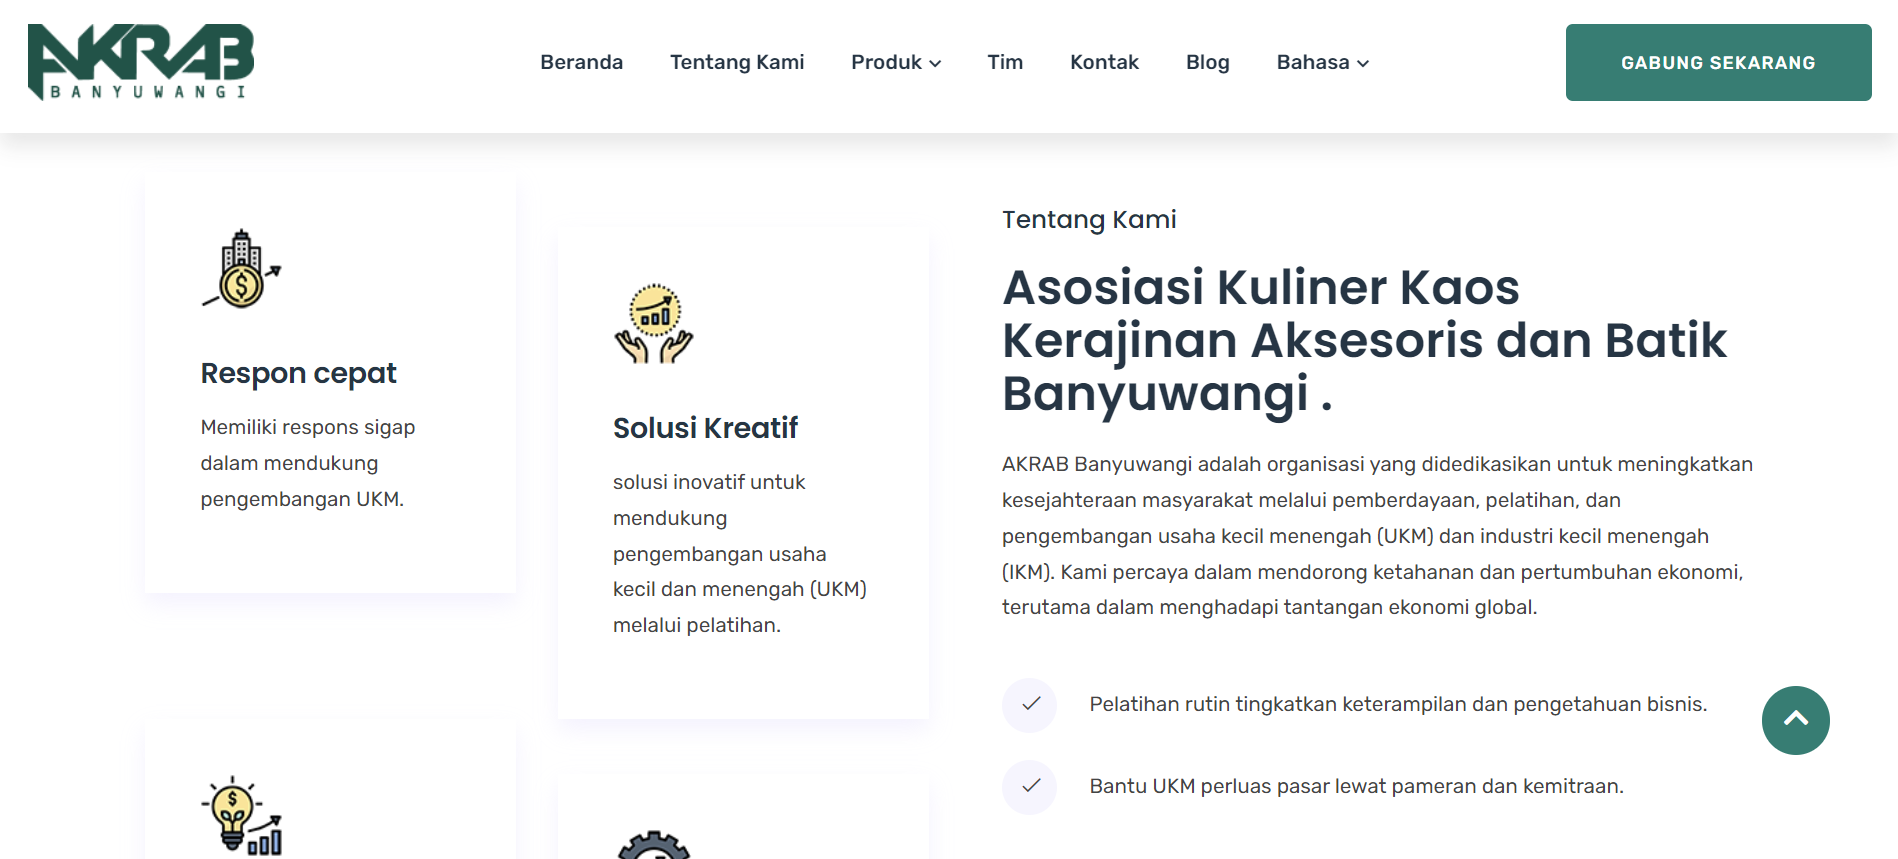 AKRAB
BANYUWANGI
Beranda
Tentang Kami
Produk
Tim
Kontak
Blog
Bahasa
GABUNG SEKARANG
Respon cepat
Memiliki respons sigap
dalam mendukung
pengembangan UKM.
Solusi Kreatif
solusi inovatif untuk
mendukung
pengembangan usaha
kecil dan menengah (UKM)
melalui pelatihan.
Tentang Kami
Asosiasi Kuliner Kaos
Kerajinan Aksesoris dan Batik
Banyuwangi .
AKRAB Banyuwangi adalah organisasi yang didedikasikan untuk meningkatkan
kesejahteraan masyarakat melalui pemberdayaan, pelatihan, dan
pengembangan usaha kecil menengah (UKM) dan industri kecil menengah
(IKM). Kami percaya dalam mendorong ketahanan dan pertumbuhan ekonomi,
terutama dalam menghadapi tantangan ekonomi global.
Pelatihan rutin tingkatkan keterampilan dan pengetahuan bisnis.
Bantu UKM perluas pasar lewat pameran dan kemitraan.